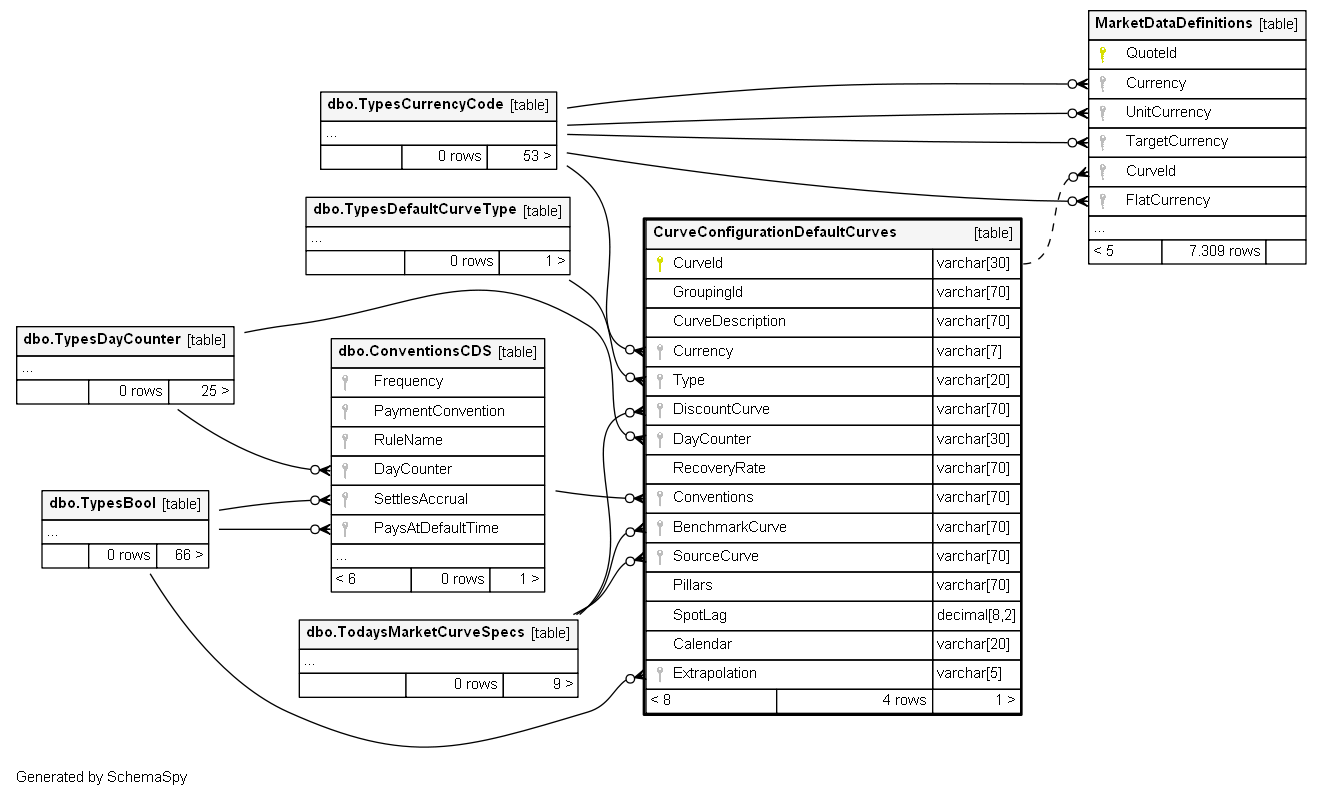 MarketDataDefinitions [table]
QuoteId
Currency
UnitCurrency
TargetCurrency
CurveId
FlatCurrency
...
< 5 7.309 rows
dbo.TypesCurrencyCode [table]
...
0 rows 53 >
dbo.TypesDefaultCurveType [table]
...
0 rows 1 >
CurveConfigurationDefaultCurves [table]
CurveId varchar[30]
GroupingId varchar[70]
CurveDescription varchar[70]
Currency varchar[7]
Type varchar[20]
DiscountCurve varchar[70]
DayCounter varchar[30]
RecoveryRate varchar[70]
Conventions varchar[70]
BenchmarkCurve varchar[70]
SourceCurve varchar[70]
Pillars varchar[70]
SpotLag decimal[8,2]
Calendar varchar[20]
Extrapolation varchar[5]
< 8 4 rows 1 >
dbo.TypesDayCounter [table]
...
0 rows 25 >
dbo.ConventionsCDS [table]
Frequency
PaymentConvention
RuleName
DayCounter
SettlesAccrual
PaysAtDefaultTime
...
< 6 0 rows 1 >
dbo.TypesBool [table]
...
0 rows 66 >
dbo.TodaysMarketCurveSpecs [table]
...
0 rows 9 >
Generated by SchemaSpy